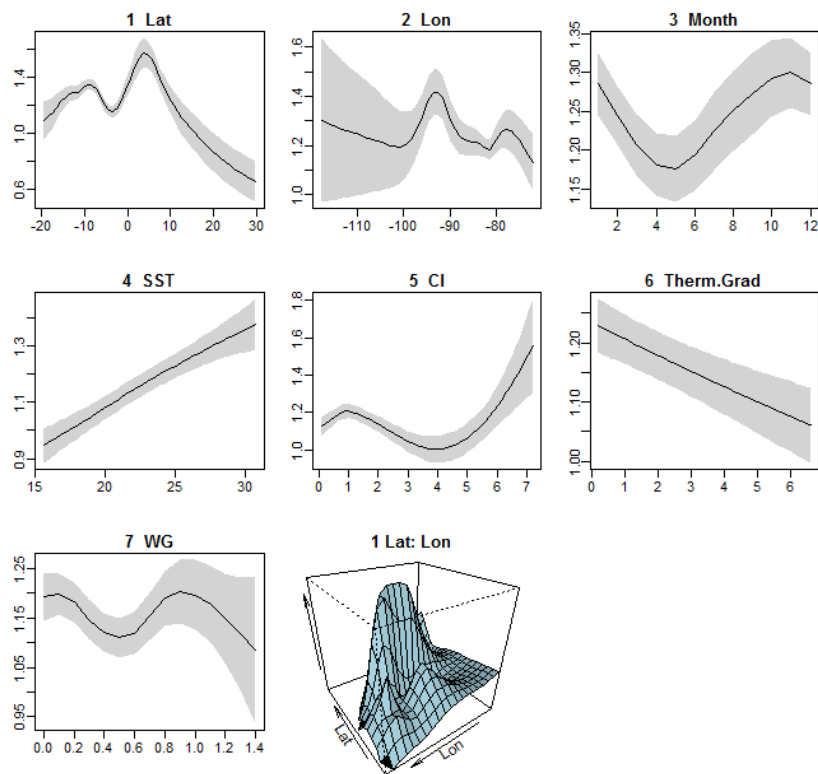 1 Lat
2 Lon
3 Month
0.6 1.0 1.4
-20 -10 0 10 20 30
1.0 1.2 1.4 1.6
-110 -100 -90 -80
1.15 1.20 1.25 1.30 1.35
2 4 6 8 10 12
4 SST
5 CI
6 Therm.Grad
0.9 1.1 1.3
15 20 25 30
1.0 1.2 1.4 1.6 1.8
0 1 2 3 4 5 6 7
1.00 1.10 1.20
0 1 2 3 4 5 6
7 WG
1 Lat: Lon
0.95 1.05 1.15 1.25
0.0 0.2 0.4 0.6 0.8 1.0 1.2 1.4
Lat
Lon